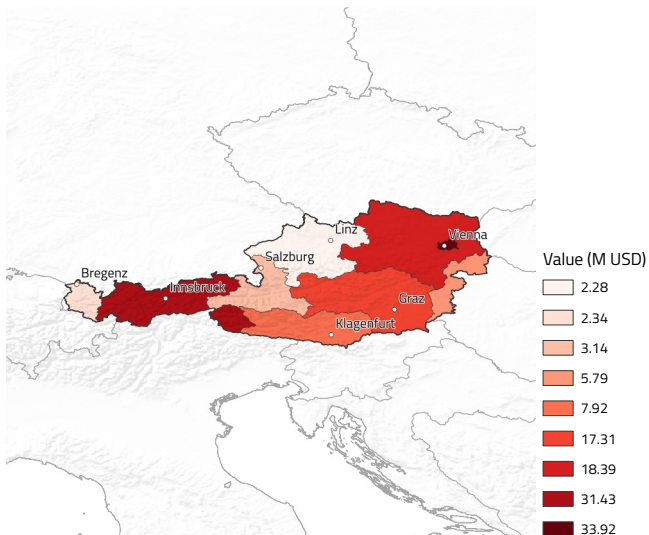 Linz
Vienna
Salzburg
Bregenz
Innsbruck
Graz
Klagenfurt
Value (M USD)
2.28
2.34
3.14
5.79
7.92
17.31
18.39
31.43
33.92